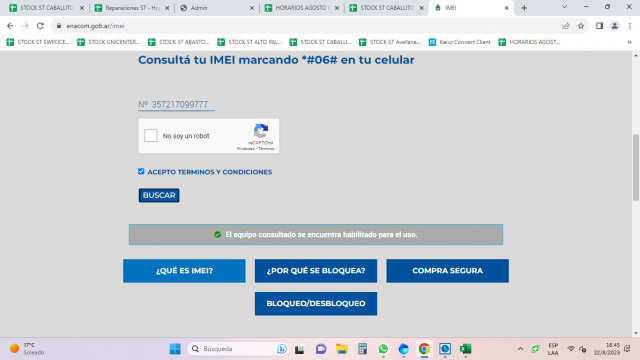 STOCK ST CABALLITO
Reparaciones ST - Ho
Admin
HORARIOS AGOSTO /
STOCK ST CABALLITO
IMEI
enacom.gob.ar/imei
STOCK ST SWPOCE...
STOCK UNICENTER...
STOCK ST ABASTO...
STOCK ST ALTO PAL...
STOCK ST CABALLI...
STOCK ST Avellane...
Kerio Connect Client
HORARIOS AGOST...
Consultá tu IMEI marcando *#06# en tu celular
Nº 357217099777
No soy un robot
reCAPTCHA
Privacidad - Términos
ACEPTO TERMINOS Y CONDICIONES
BUSCAR
El equipo consultado se encuentra habilitado para el uso.
¿QUÉ ES IMEI?
¿POR QUÉ SE BLOQUEA?
COMPRA SEGURA
BLOQUEO/DESBLOQUEO
17°C
Soleado
Búsqueda
ESP
LAA
16:45
22/8/2023